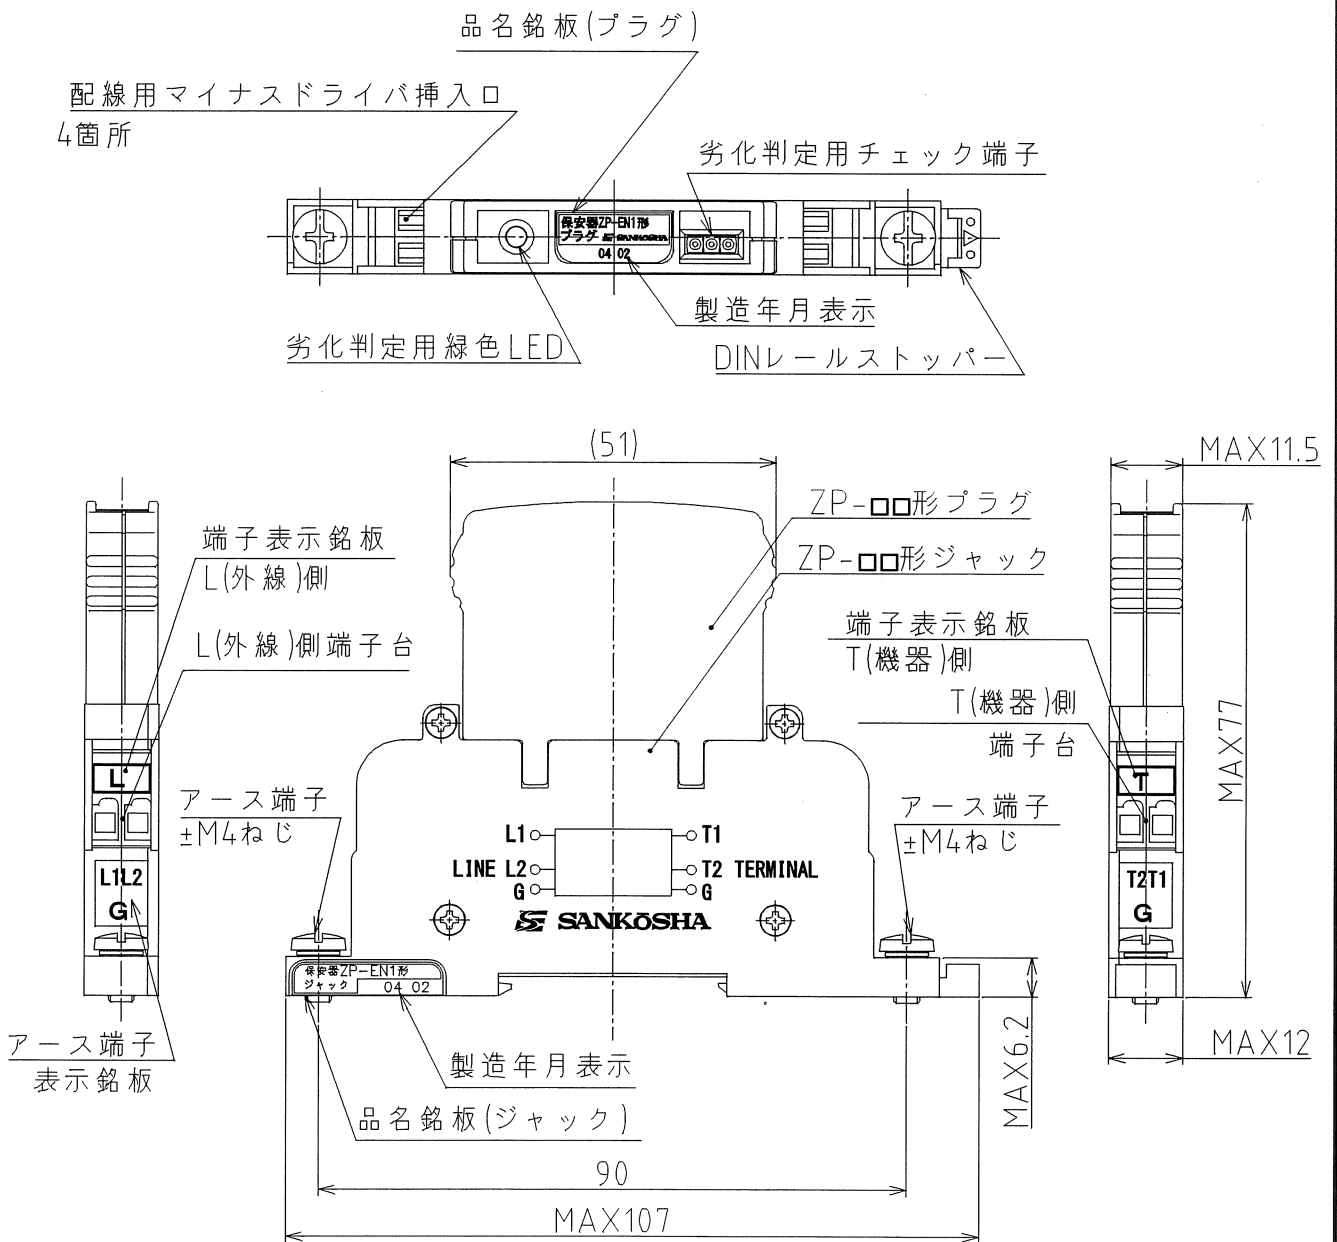 品名銘板(プラグ)
配線用マイナスドライバ挿入口
4箇所
劣化判定用チェック端子
保安器ZP-EN1形
プラグ SANKOSHA
04 02
製造年月表示
劣化判定用緑色LED
DINレールストッパー
(51)
MAX11.5
ZP-□□形プラグ
ZP-□□形ジャック
端子表示銘板
L(外線)側
L(外線)側端子台
端子表示銘板
T(機器)側
T(機器)側
端子台
MAX77
L
T
アース端子
±M4ねじ
アース端子
±M4ねじ
L1 T1
LINE L2 T2 TERMINAL
G G
SANKŌSHA
L1L2
G
T2T1
G
保安器ZP-EN1形
ジャック 04 02
アース端子
表示銘板
製造年月表示
品名銘板(ジャック)
MAX6.2
MAX12
90
MAX107